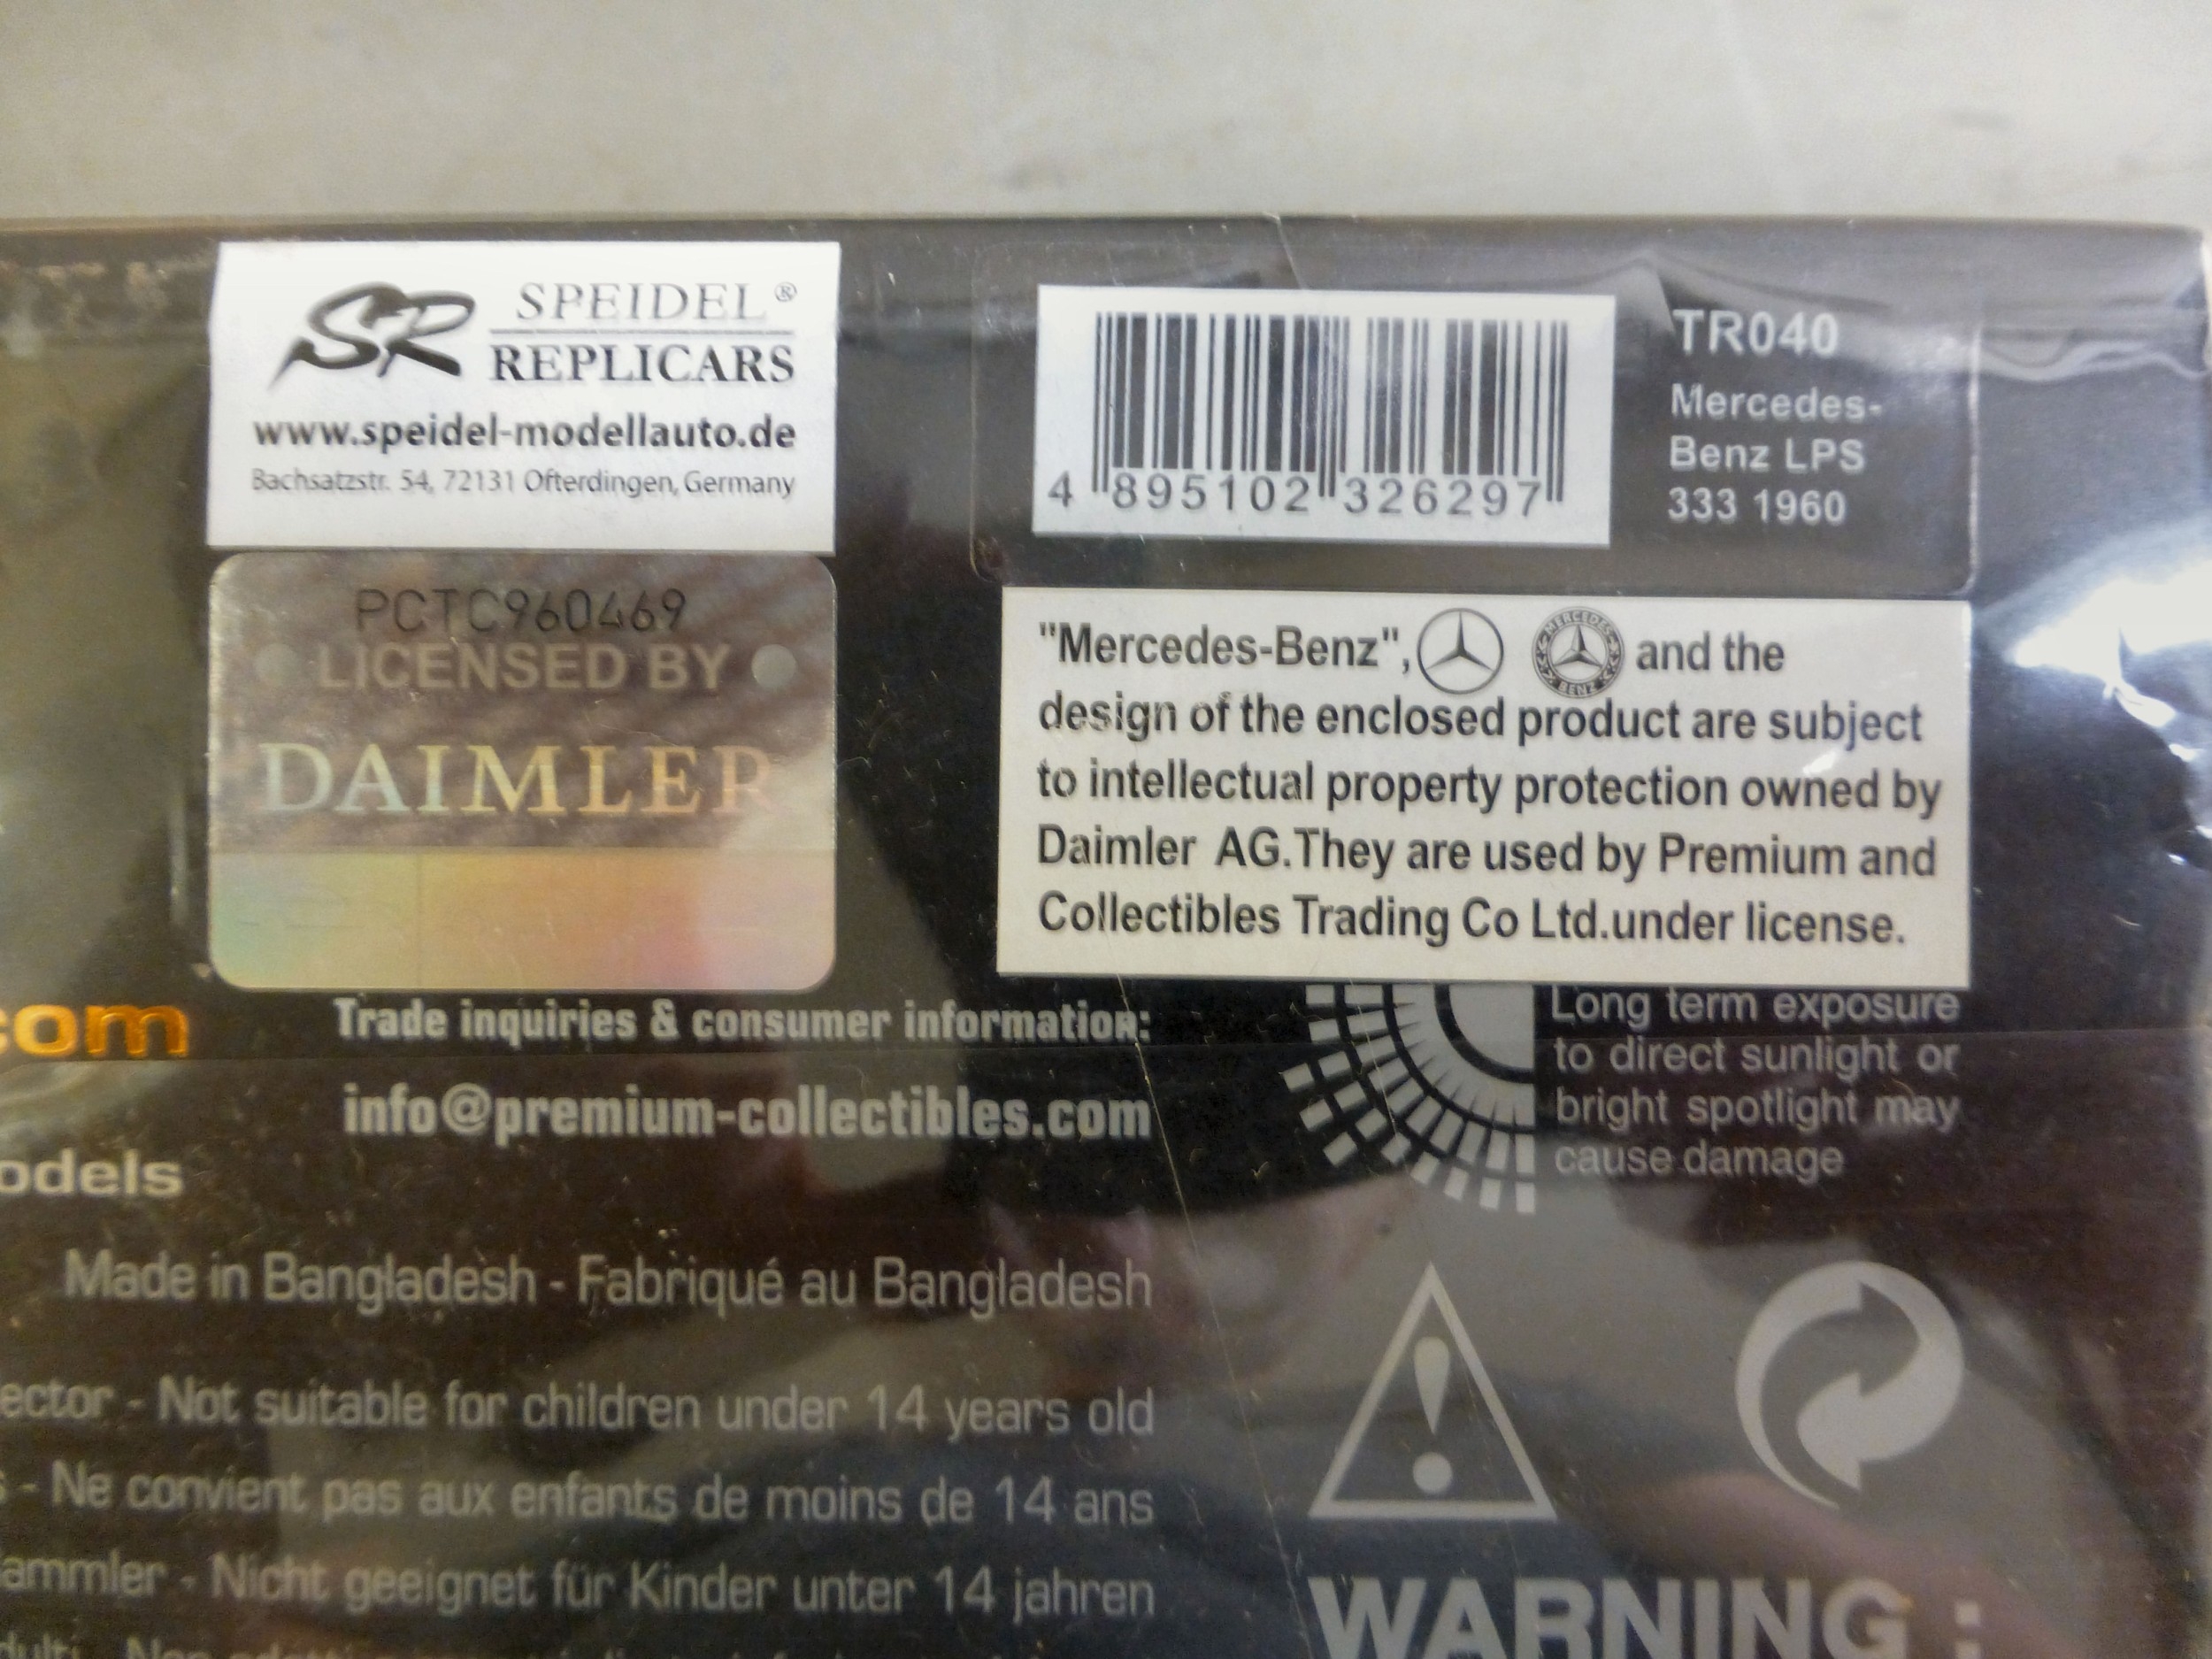 SR SPEIDEL®
REPLICARS
www.speidel-modellauto.de
Bachsatzstr. 54, 72131 Ofterdingen, Germany
PCTC960469
LICENSED BY
DAIMLER
4 895102 326297
TR040
Mercedes-
Benz LPS
333 1960
"Mercedes-Benz", MERCEDES BENZ and the
design of the enclosed product are subject
to intellectual property protection owned by
Daimler AG.They are used by Premium and
Collectibles Trading Co Ltd.under license.
com
Trade inquiries & consumer information:
info@premium-collectibles.com
odels
Long term exposure
to direct sunlight or
bright spotlight may
cause damage
Made in Bangladesh - Fabriqué au Bangladesh
ector - Not suitable for children under 14 years old
s - Ne convient pas aux enfants de moins de 14 ans
ammler - Nicht geeignet für Kinder unter 14 jahren
WARNING :